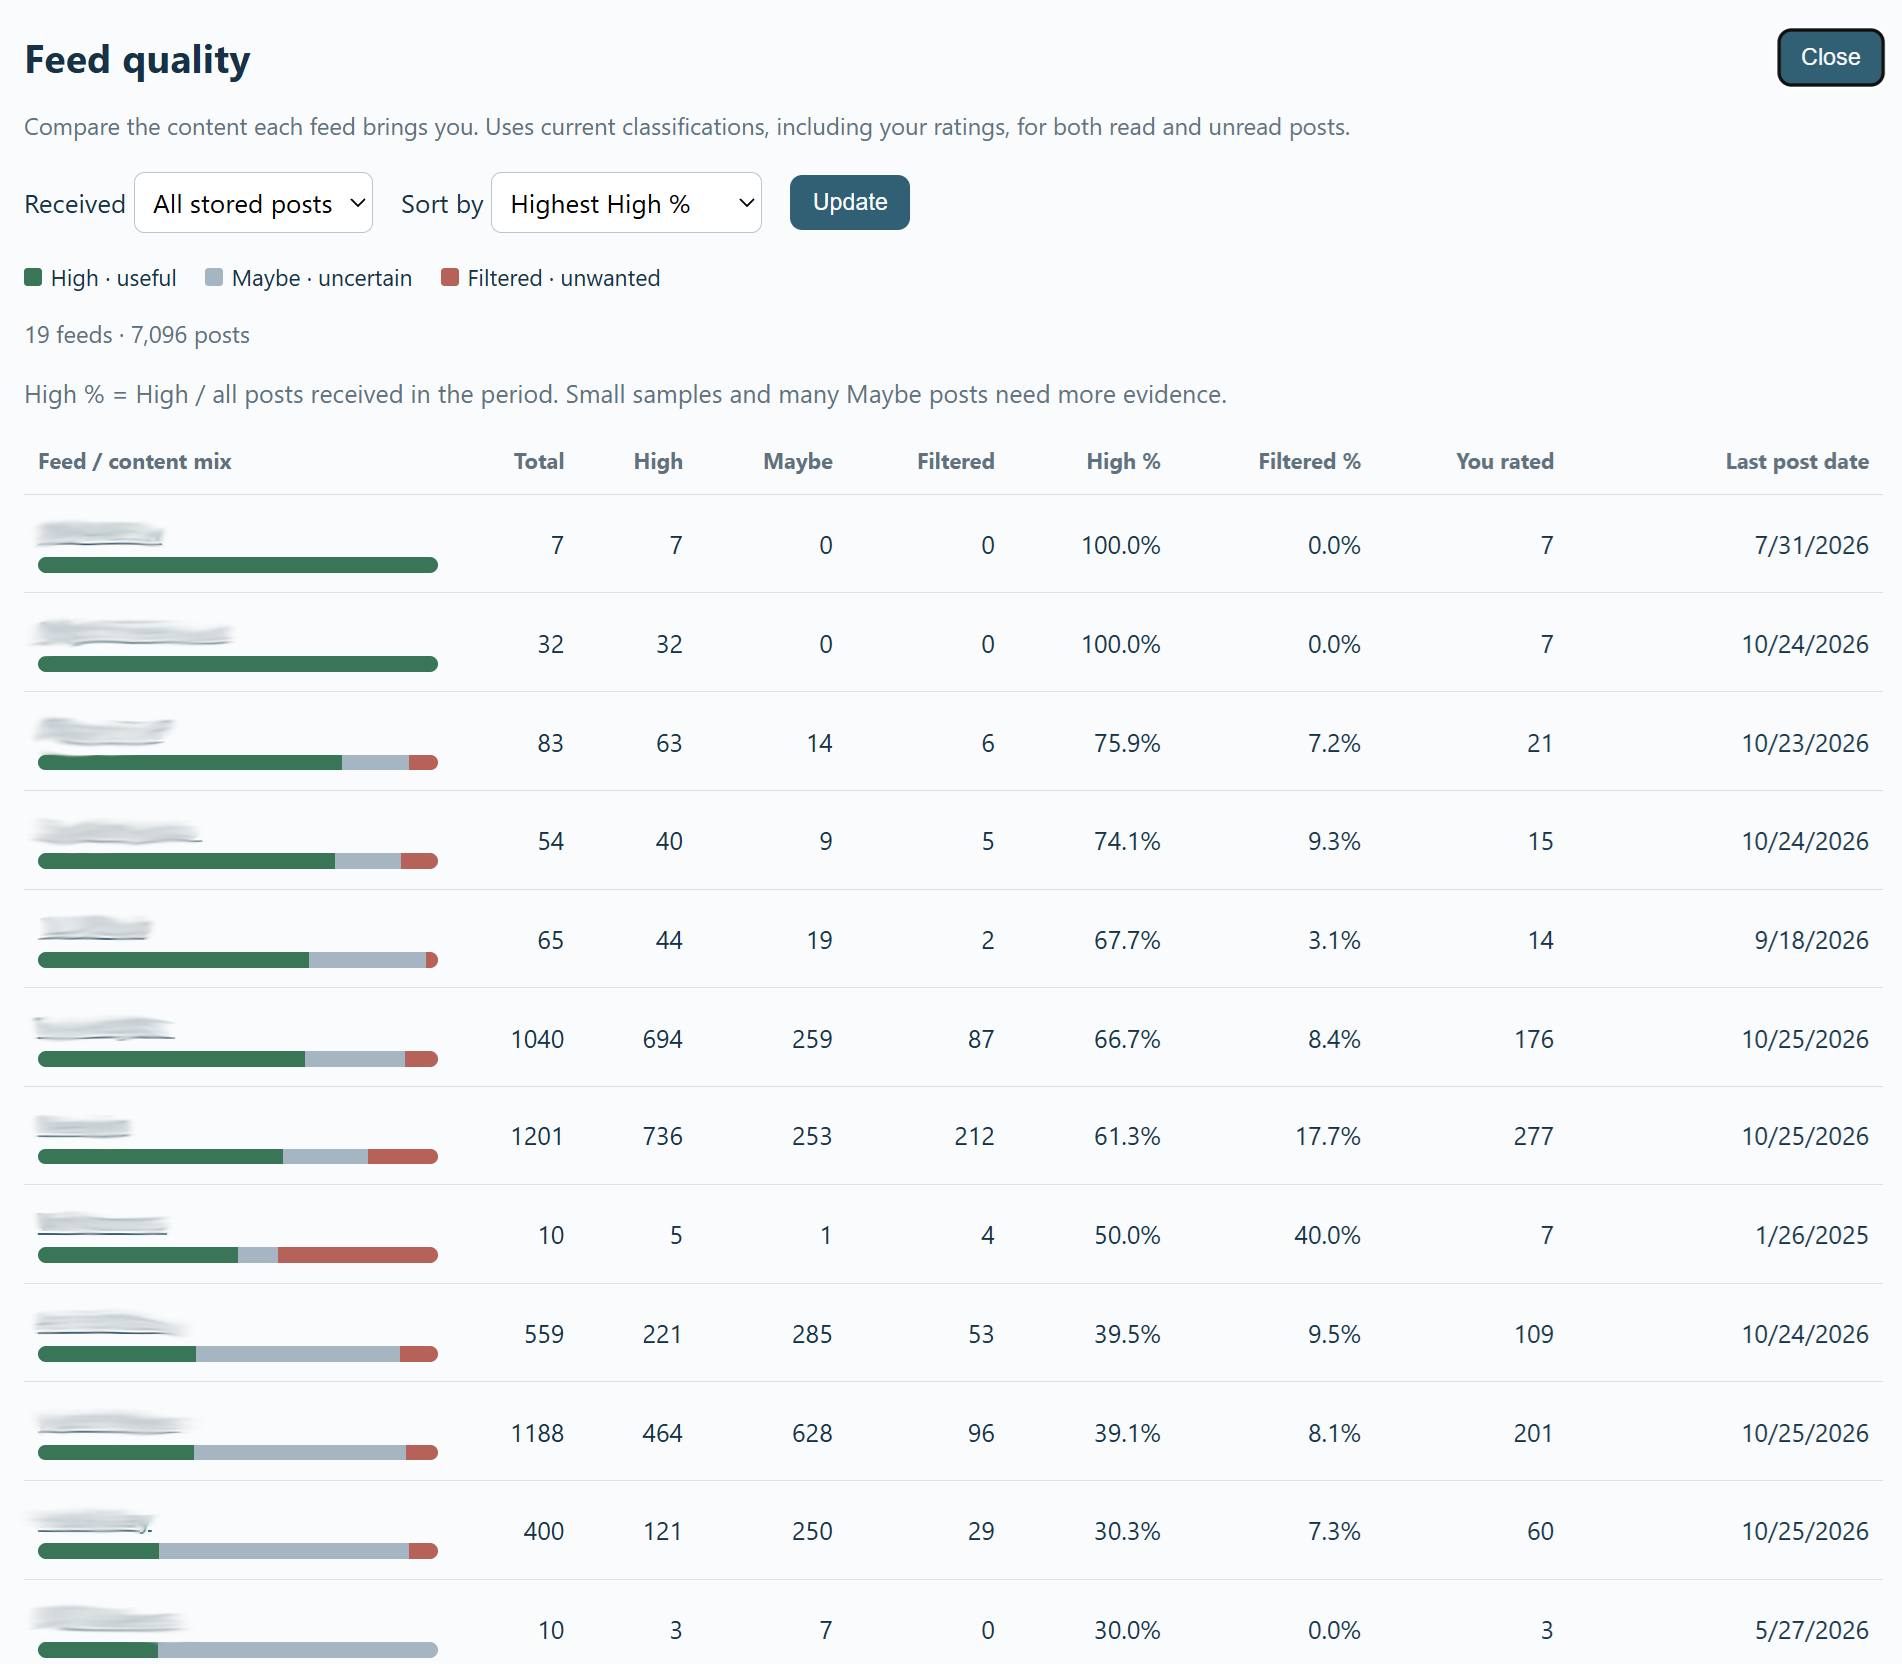 Feed quality
Close
Compare the content each feed brings you. Uses current classifications, including your ratings, for both read and unread posts.
Received All stored posts Sort by Highest High % Update
High · useful Maybe · uncertain Filtered · unwanted
19 feeds · 7,096 posts
High % = High / all posts received in the period. Small samples and many Maybe posts need more evidence.
Feed / content mix Total High Maybe Filtered High % Filtered % You rated Last post date
7 7 0 0 100.0% 0.0% 7 7/31/2026
32 32 0 0 100.0% 0.0% 7 10/24/2026
83 63 14 6 75.9% 7.2% 21 10/23/2026
54 40 9 5 74.1% 9.3% 15 10/24/2026
65 44 19 2 67.7% 3.1% 14 9/18/2026
1040 694 259 87 66.7% 8.4% 176 10/25/2026
1201 736 253 212 61.3% 17.7% 277 10/25/2026
10 5 1 4 50.0% 40.0% 7 1/26/2025
559 221 285 53 39.5% 9.5% 109 10/24/2026
1188 464 628 96 39.1% 8.1% 201 10/25/2026
400 121 250 29 30.3% 7.3% 60 10/25/2026
10 3 7 0 30.0% 0.0% 3 5/27/2026